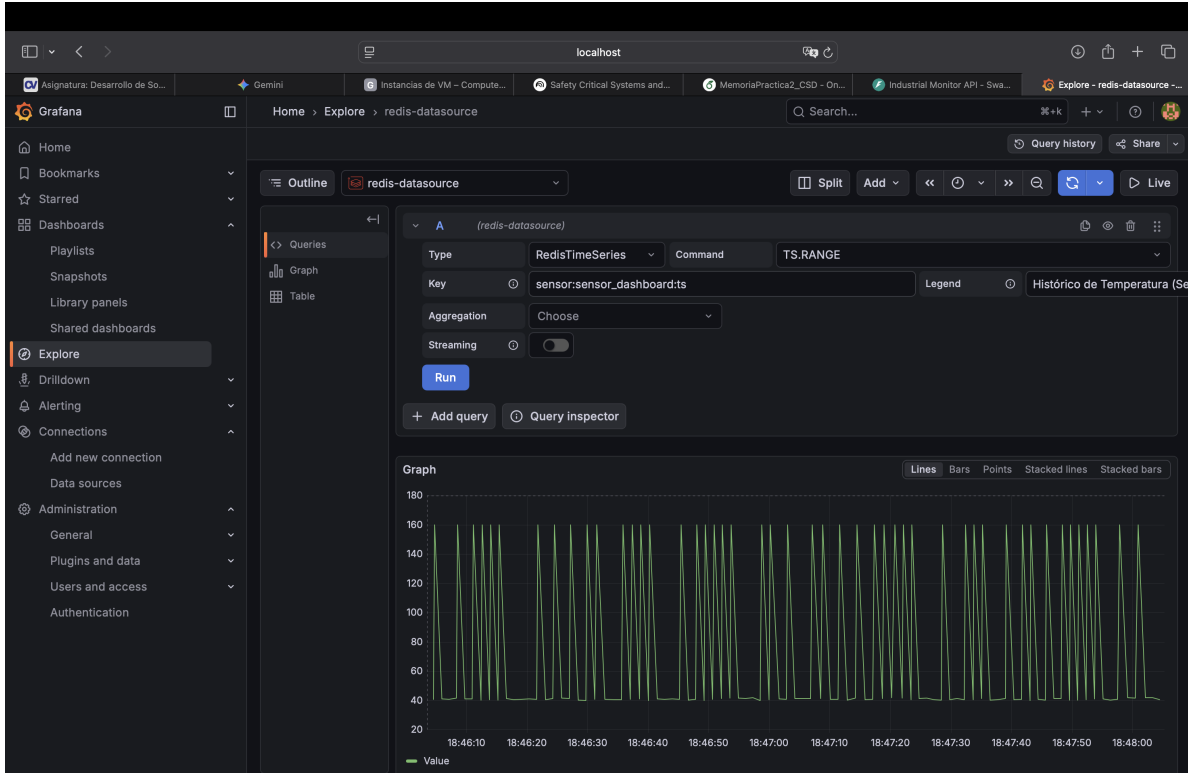 localhost
Asignatura: Desarrollo de So...
Gemini
Instancias de VM – Compute...
Safety Critical Systems and...
MemoriaPractica2_CSD - On...
Industrial Monitor API - Swa...
Explore - redis-datasource -...
Grafana
Home › Explore › redis-datasource
Search...
⌘+k
Home
Bookmarks
Starred
Dashboards
Playlists
Snapshots
Library panels
Shared dashboards
Explore
Drilldown
Alerting
Connections
Add new connection
Data sources
Administration
General
Plugins and data
Users and access
Authentication
Query history
Share
Outline
redis-datasource
Split
Add
Live
Queries
Graph
Table
A (redis-datasource)
Type RedisTimeSeries Command TS.RANGE
Key sensor:sensor_dashboard:ts Legend Histórico de Temperatura (Se
Aggregation Choose
Streaming
Run
+ Add query Query inspector
Graph
Lines Bars Points Stacked lines Stacked bars
180
160
140
120
100
80
60
40
20
18:46:10 18:46:20 18:46:30 18:46:40 18:46:50 18:47:00 18:47:10 18:47:20 18:47:30 18:47:40 18:47:50 18:48:00
Value